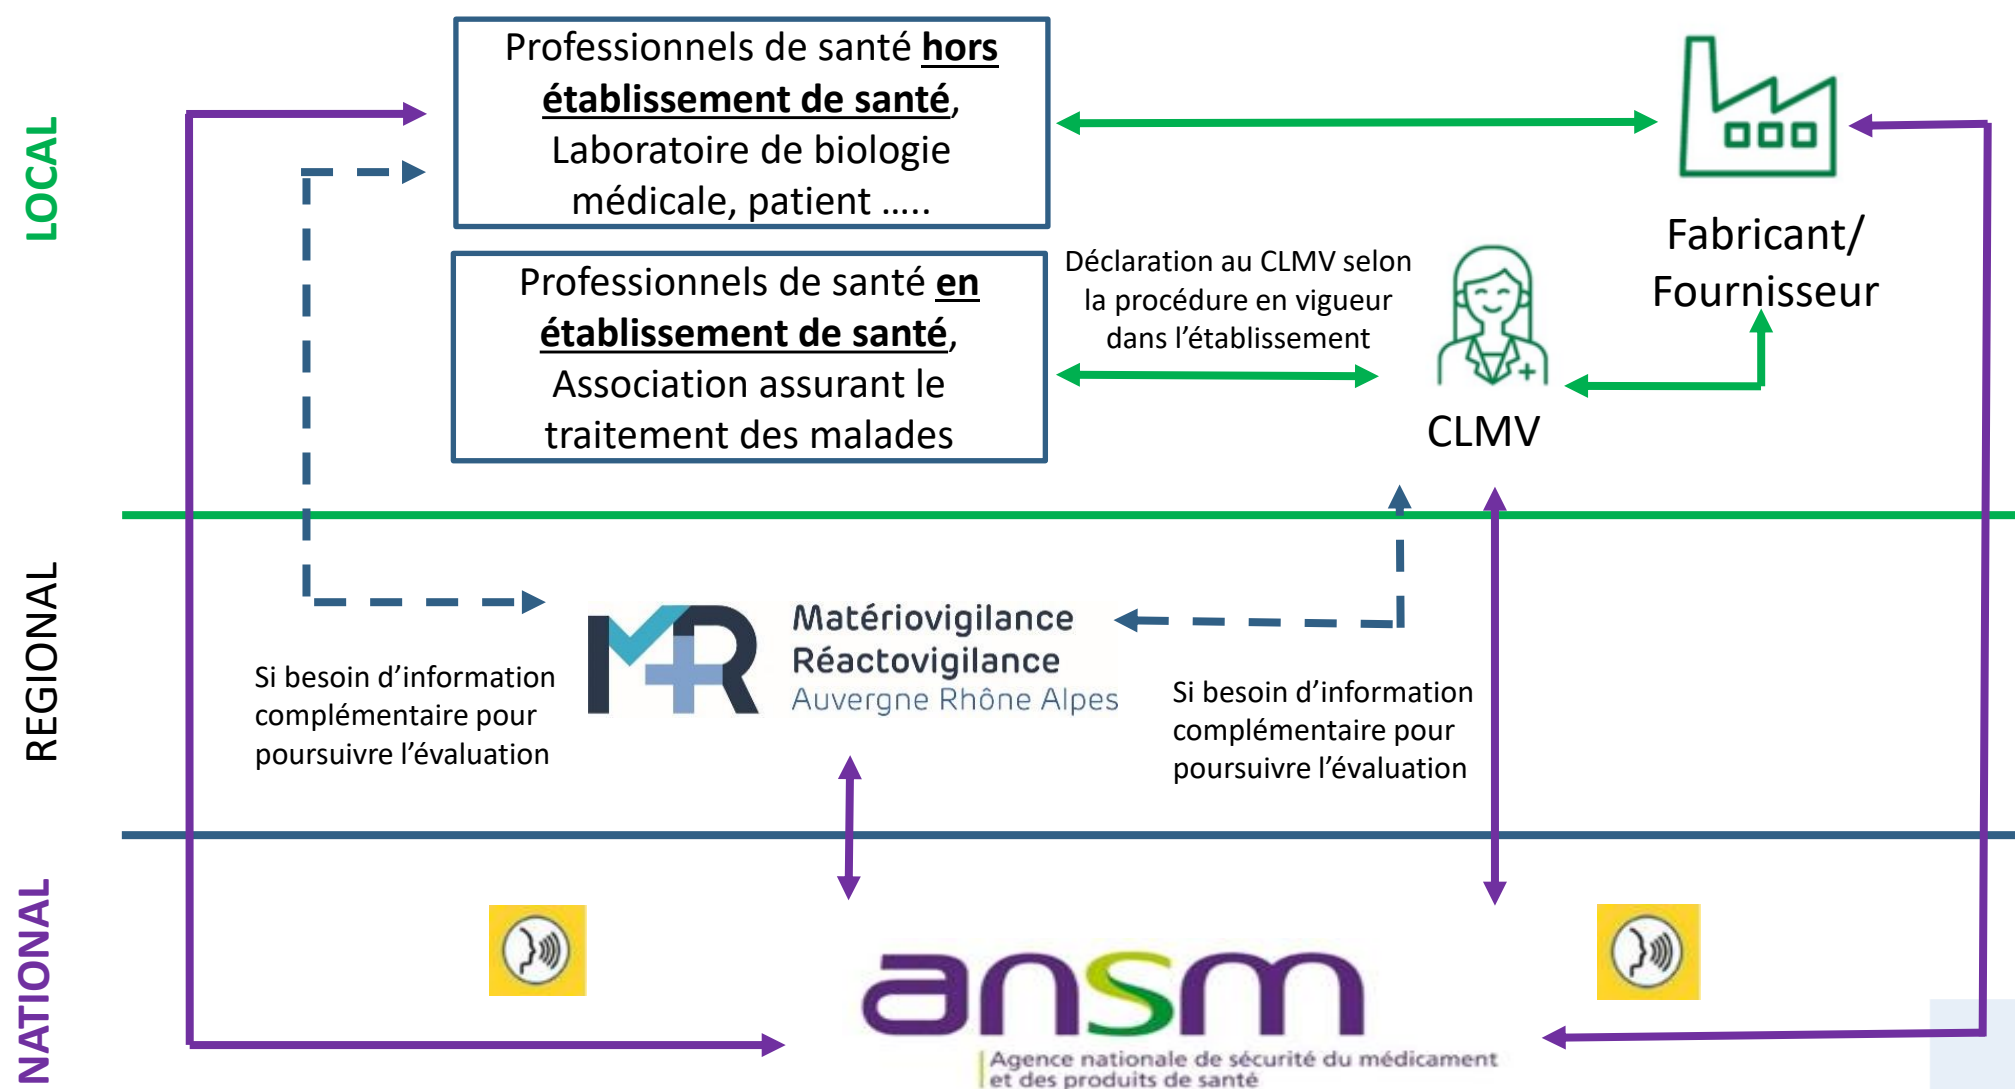 LOCAL
Professionnels de santé hors
établissement de santé,
Laboratoire de biologie
médicale, patient .....
Fabricant/
Fournisseur
Professionnels de santé en
établissement de santé,
Association assurant le
traitement des malades
Déclaration au CLMV selon
la procédure en vigueur
dans l’établissement
CLMV
REGIONAL
Si besoin d’information
complémentaire pour
poursuivre l’évaluation
MR
Matériovigilance
Réactovigilance
Auvergne Rhône Alpes
Si besoin d’information
complémentaire pour
poursuivre l’évaluation
NATIONAL
ansm
Agence nationale de sécurité du médicament
et des produits de santé